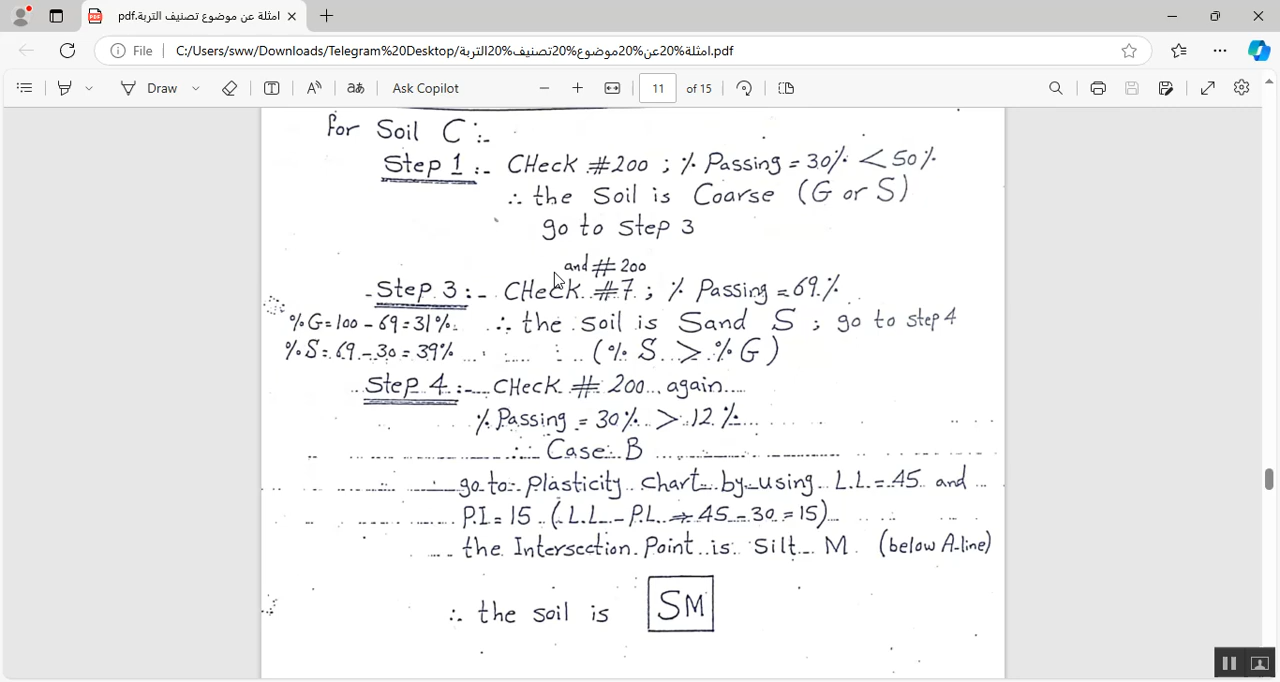 امثلة عن موضوع تصنيف التربة.pdf
File C:/Users/sww/Downloads/Telegram%20Desktop/امثلة%20عن%20موضوع%20تصنيف%20التربة.pdf
Draw Ask Copilot 11 of 15
for Soil C :-
Step 1 :- CHeck #200 ; % Passing = 30% < 50%
∴ the Soil is Coarse (G or S)
go to Step 3
and # 200
Step 3 :- CHeck #7 ; % Passing = 69.%
%G = 100 - 69 = 31%. ∴ the soil is Sand S ; go to step 4
%S = 69 - 30 = 39% (% S > % G)
Step 4 :- CHeck # 200 again
% Passing = 30% > 12 %
∴ Case B
go to Plasticity chart by using L.L = 45 and
P.I = 15 (L.L - P.L ⇒ 45 - 30 = 15)
the Intersection Point is Silt M (below A-line)
∴ the soil is SM